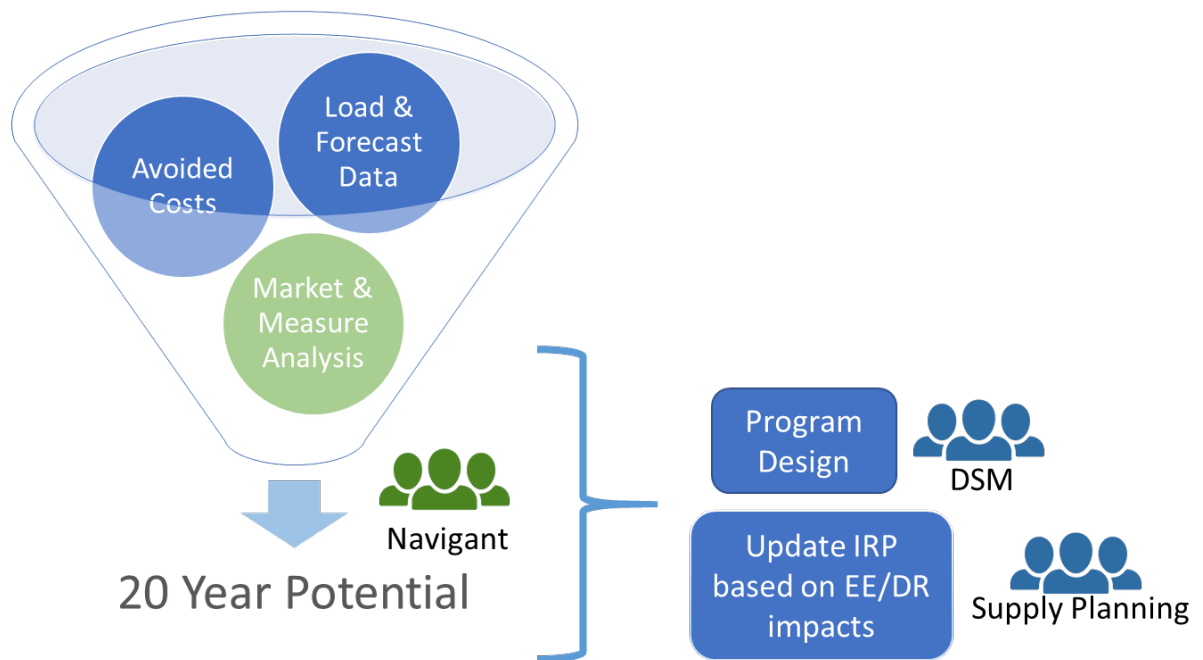 Load &
Forecast
Data
Avoided
Costs
Market &
Measure
Analysis
Navigant
20 Year Potential
Program
Design
DSM
Update IRP
based on EE/DR
impacts
Supply Planning